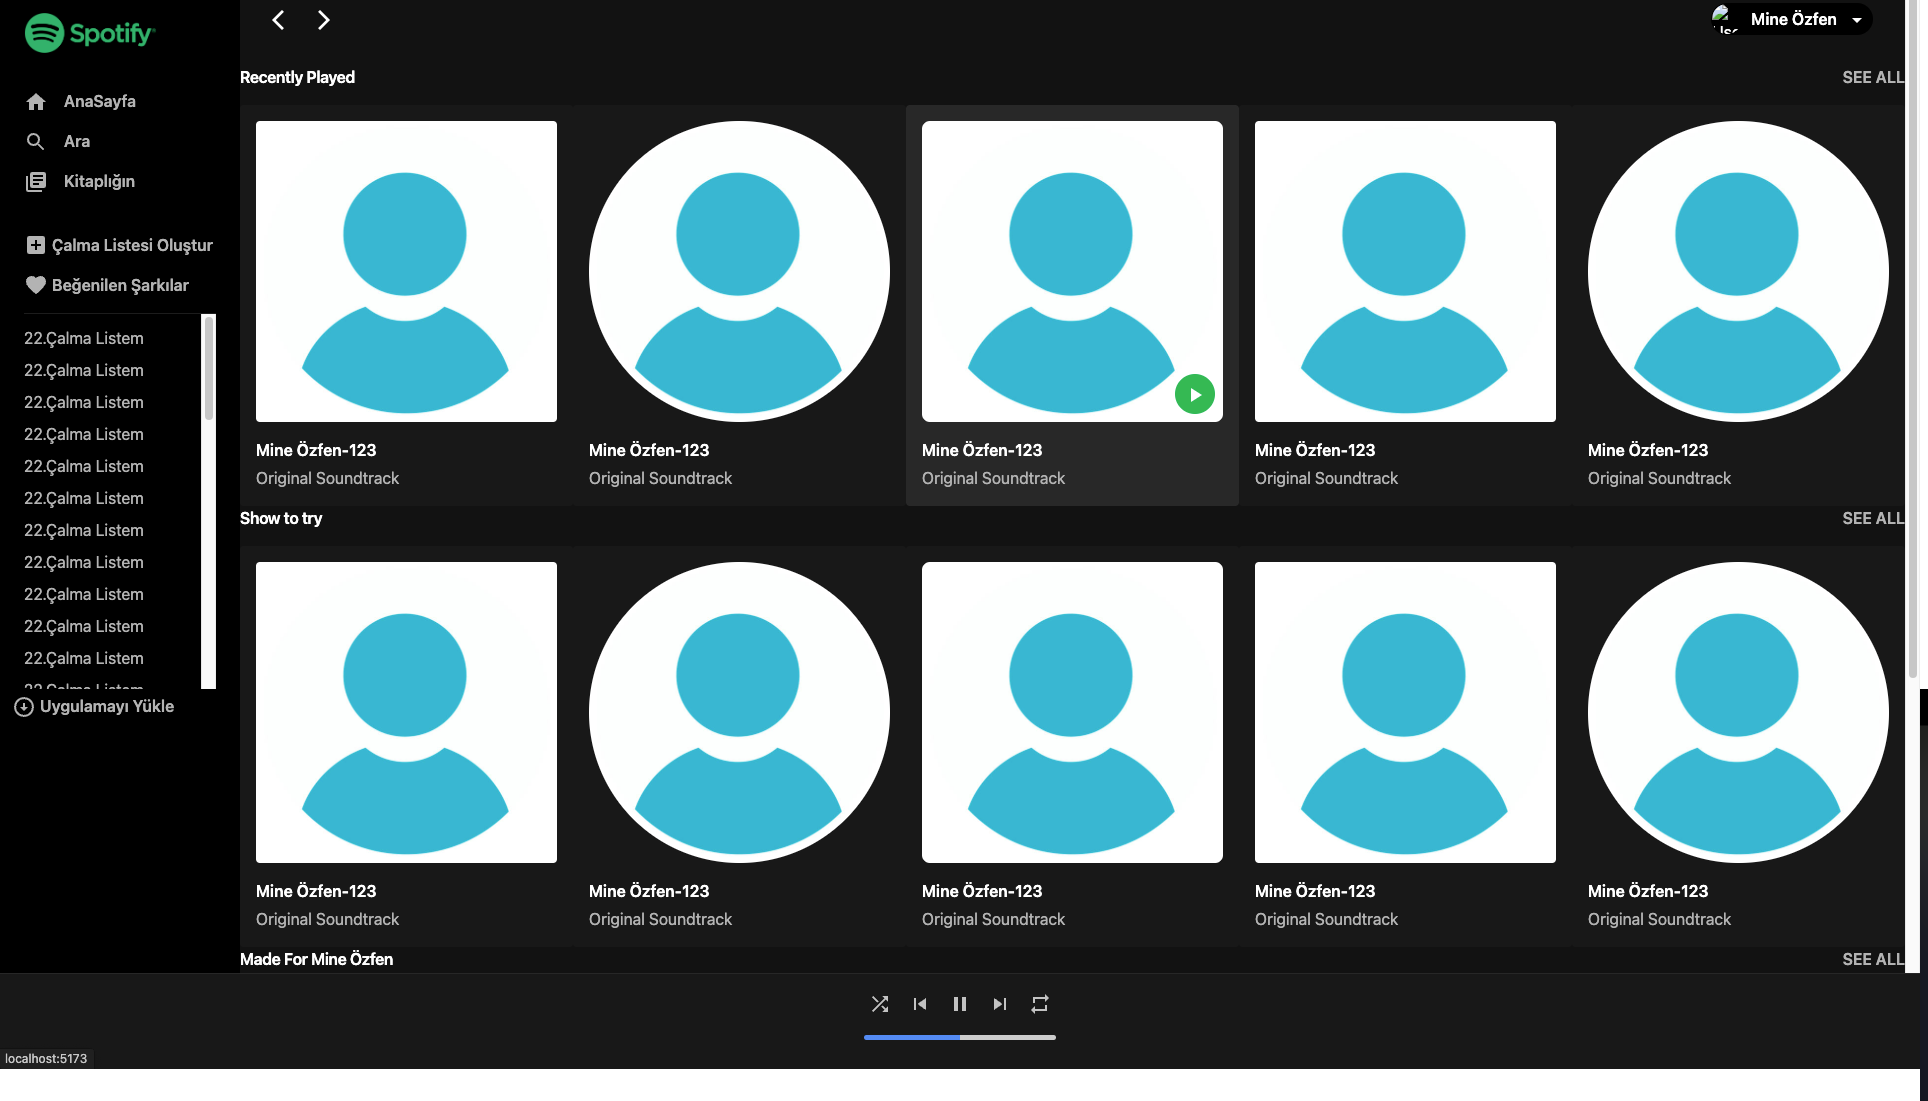 Spotify
AnaSayfa
Ara
Kitaplığın
Çalma Listesi Oluştur
Beğenilen Şarkılar
22.Çalma Listem
22.Çalma Listem
22.Çalma Listem
22.Çalma Listem
22.Çalma Listem
22.Çalma Listem
22.Çalma Listem
22.Çalma Listem
22.Çalma Listem
22.Çalma Listem
22.Çalma Listem
22.Çalma Listem
Uygulamayı Yükle
Mine Özfen
Recently Played
SEE ALL
Mine Özfen-123
Original Soundtrack
Mine Özfen-123
Original Soundtrack
Mine Özfen-123
Original Soundtrack
Mine Özfen-123
Original Soundtrack
Mine Özfen-123
Original Soundtrack
Show to try
SEE ALL
Mine Özfen-123
Original Soundtrack
Mine Özfen-123
Original Soundtrack
Mine Özfen-123
Original Soundtrack
Mine Özfen-123
Original Soundtrack
Mine Özfen-123
Original Soundtrack
Made For Mine Özfen
SEE ALL
localhost:5173